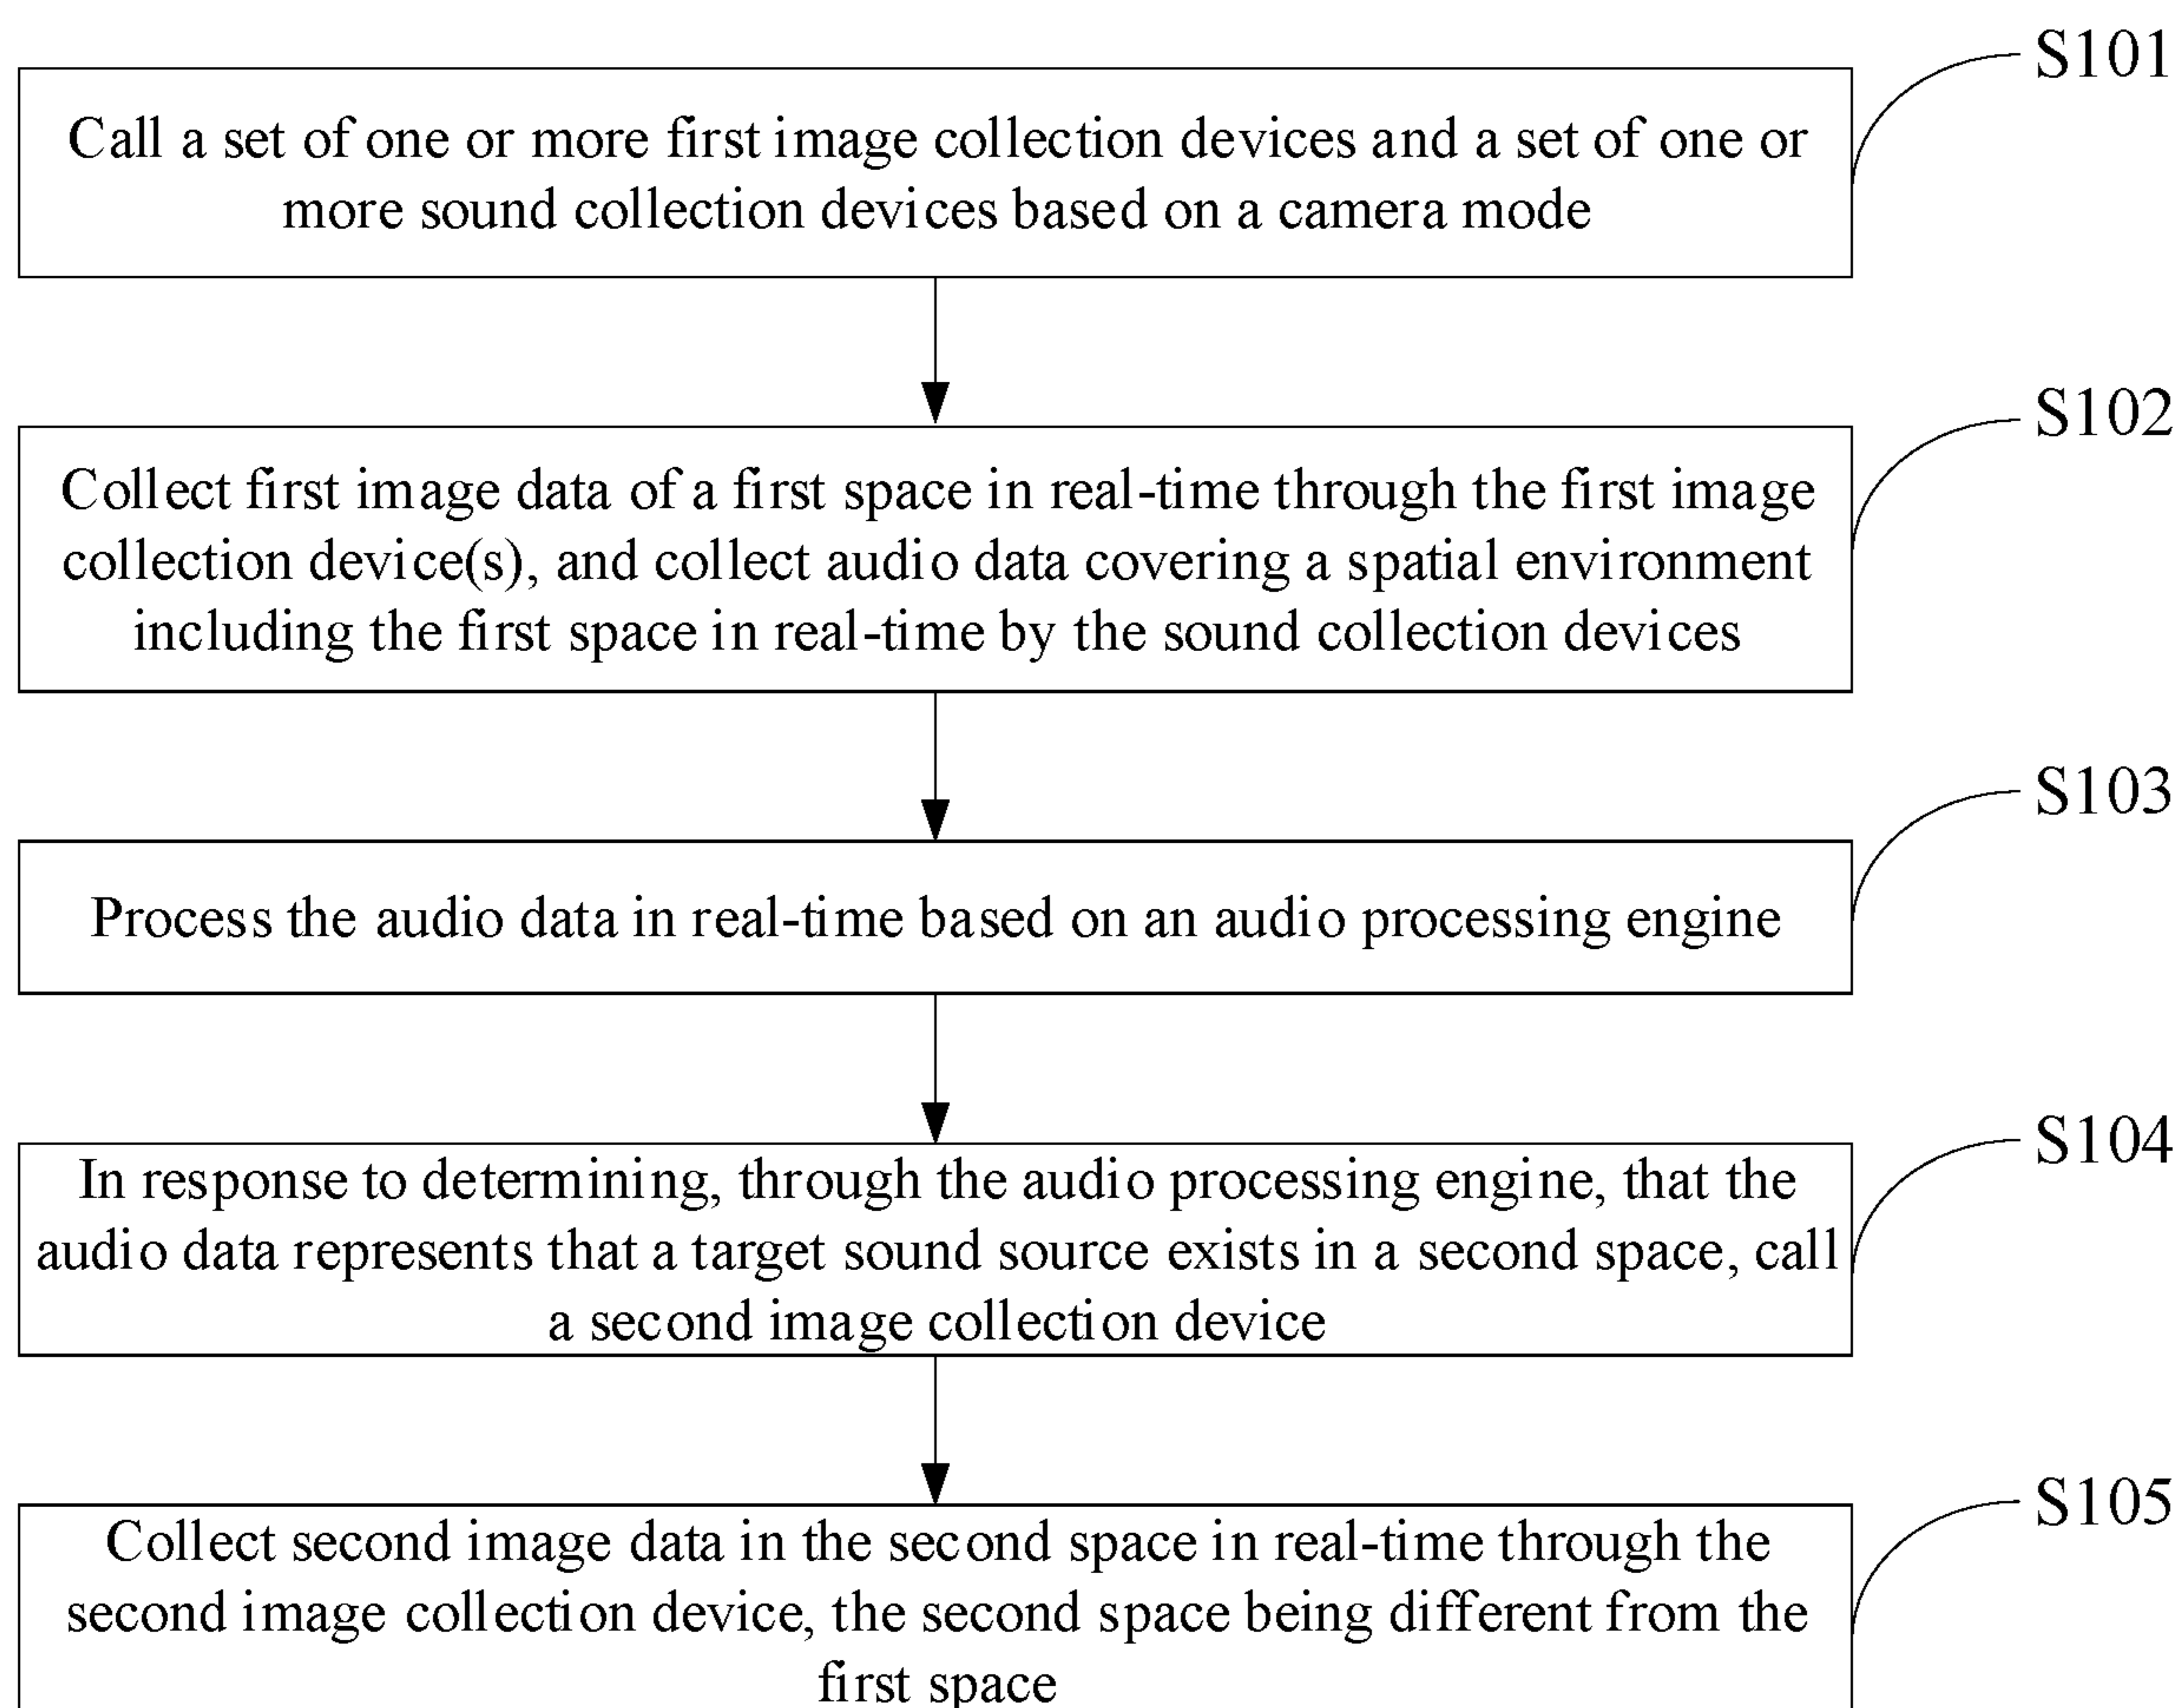 S101
Call a set of one or more first image collection devices and a set of one or
more sound collection devices based on a camera mode
S102
Collect first image data of a first space in real-time through the first image
collection device(s), and collect audio data covering a spatial environment
including the first space in real-time by the sound collection devices
S103
Process the audio data in real-time based on an audio processing engine
S104
In response to determining, through the audio processing engine, that the
audio data represents that a target sound source exists in a second space, call
a second image collection device
S105
Collect second image data in the second space in real-time through the
second image collection device, the second space being different from the
first space